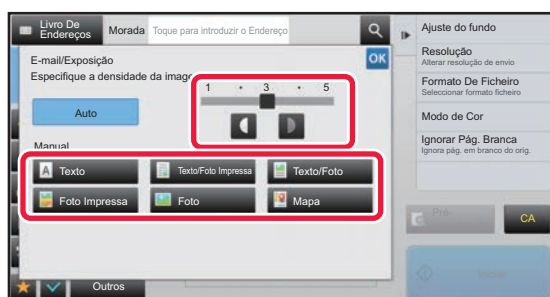 Livro De
Endereços
Morada
Toque para introduzir o Endereço
E-mail/Exposição
OK
Especifique a densidade da image
1 • 3 • 5
Auto
Manual
Texto
Texto/Foto Impressa
Texto/Foto
Foto Impressa
Foto
Mapa
Outros
Ajuste do fundo
Resolução
Alterar resolução de envio
Formato De Ficheiro
Seleccionar formato ficheiro
Modo de Cor
Ignorar Pág. Branca
Ignora pág. em branco do orig.
CA